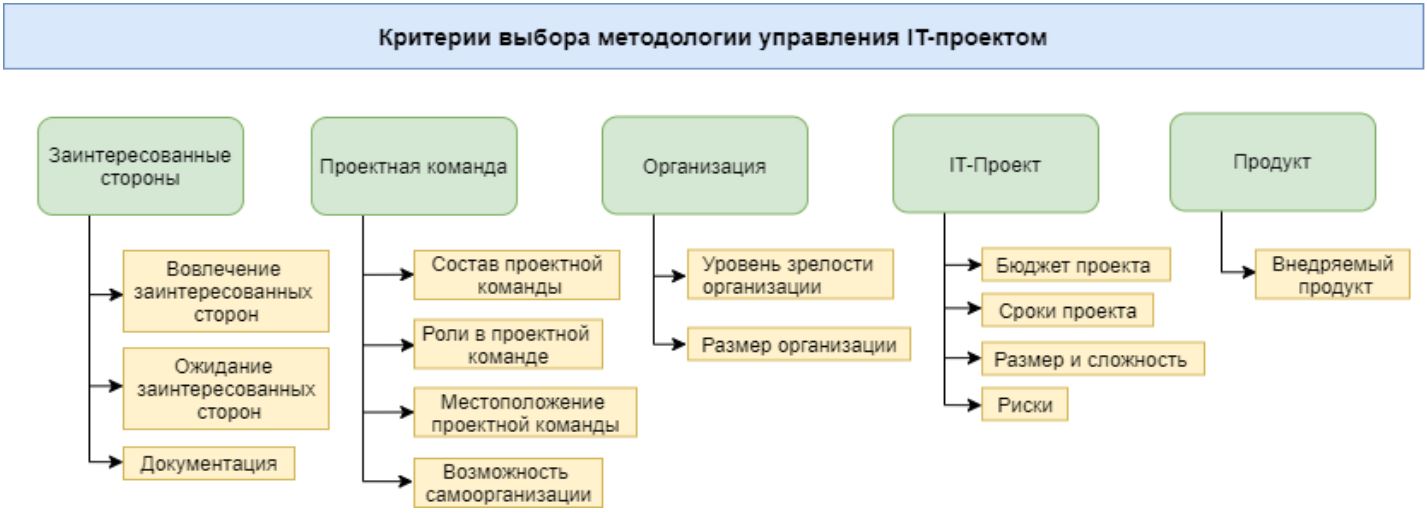 Критерии выбора методологии управления IT-проектом
Заинтересованные
стороны
Вовлечение
заинтересованных
сторон
Ожидание
заинтересованных
сторон
Документация
Проектная команда
Состав проектной
команды
Роли в проектной
команде
Местоположение
проектной команды
Возможность
самоорганизации
Организация
Уровень зрелости
организации
Размер организации
IT-Проект
Бюджет проекта
Сроки проекта
Размер и сложность
Риски
Продукт
Внедряемый
продукт